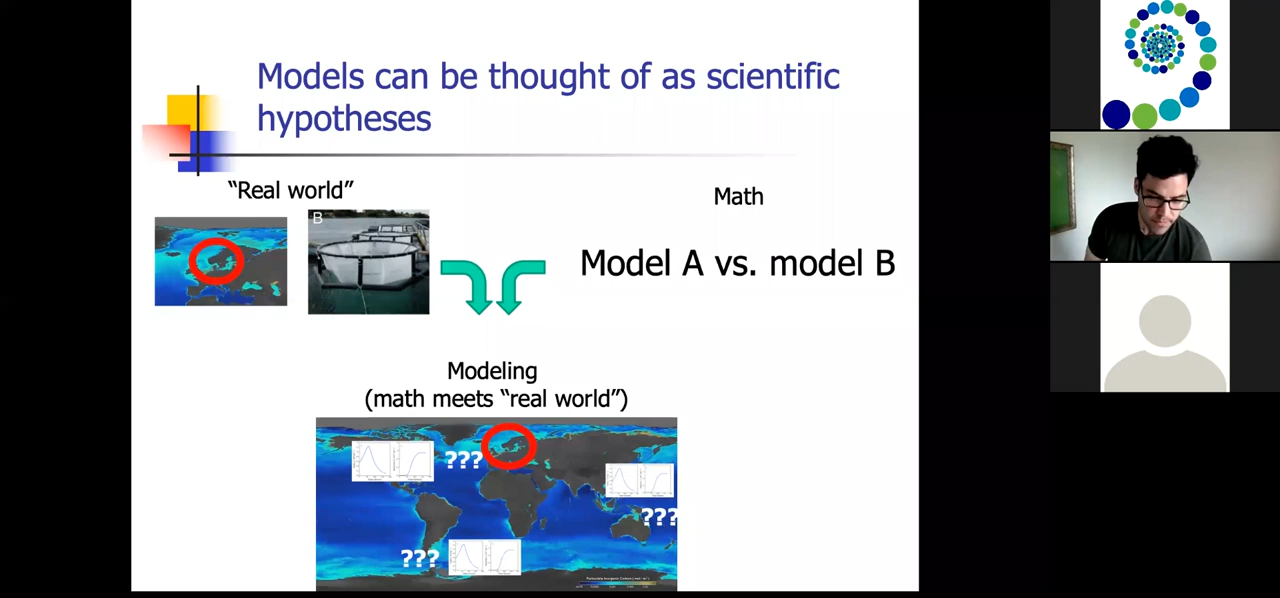 Models can be thought of as scientific
hypotheses
“Real world”
Math
B
Model A vs. model B
Modeling
(math meets “real world”)
???
???
???